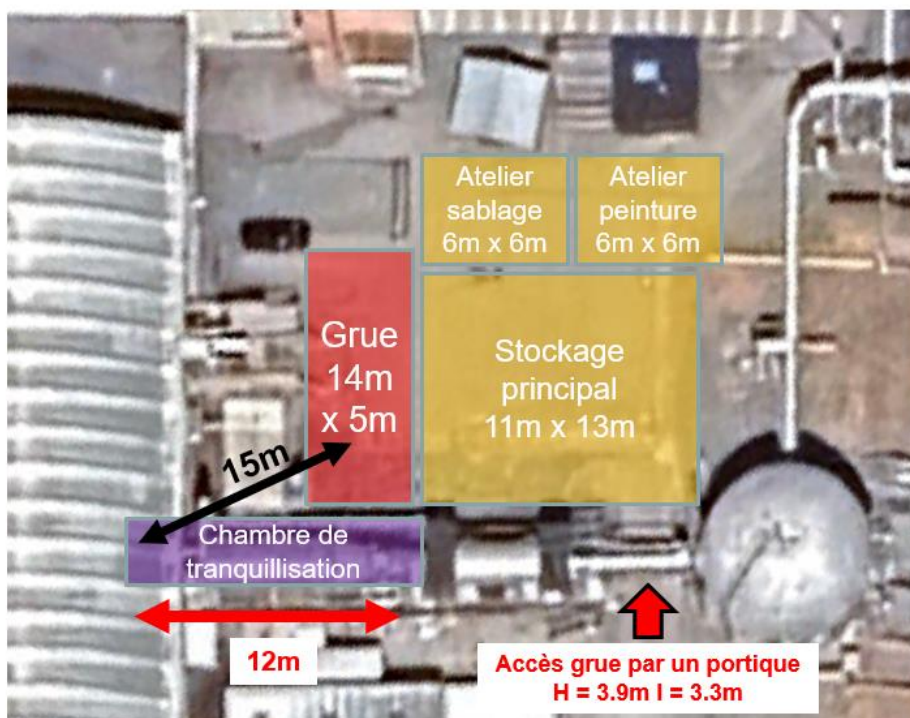 Atelier
sablage
6m x 6m
Atelier
peinture
6m x 6m
Grue
14m
x 5m
Stockage
principal
11m x 13m
15m
Chambre de
tranquillisation
12m
Accès grue par un portique
H = 3.9m l = 3.3m